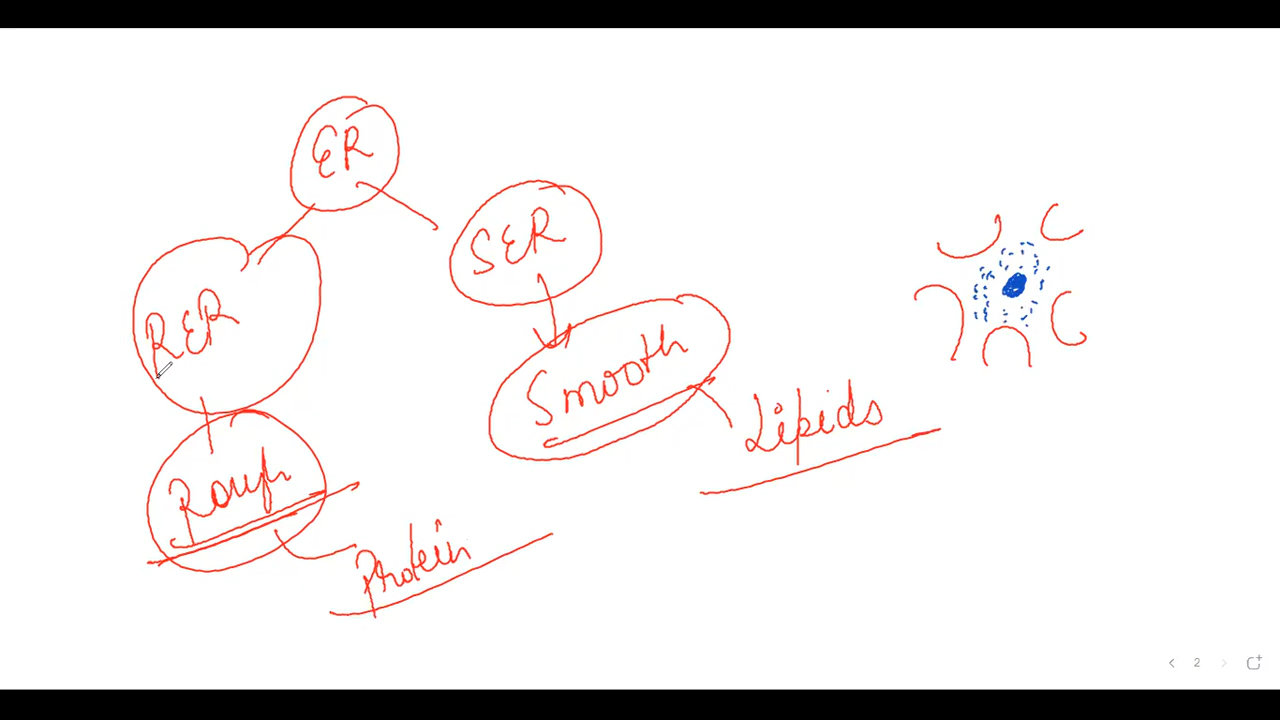 ER
SER
RER
Smooth
Lipids
Rough
Protein
2